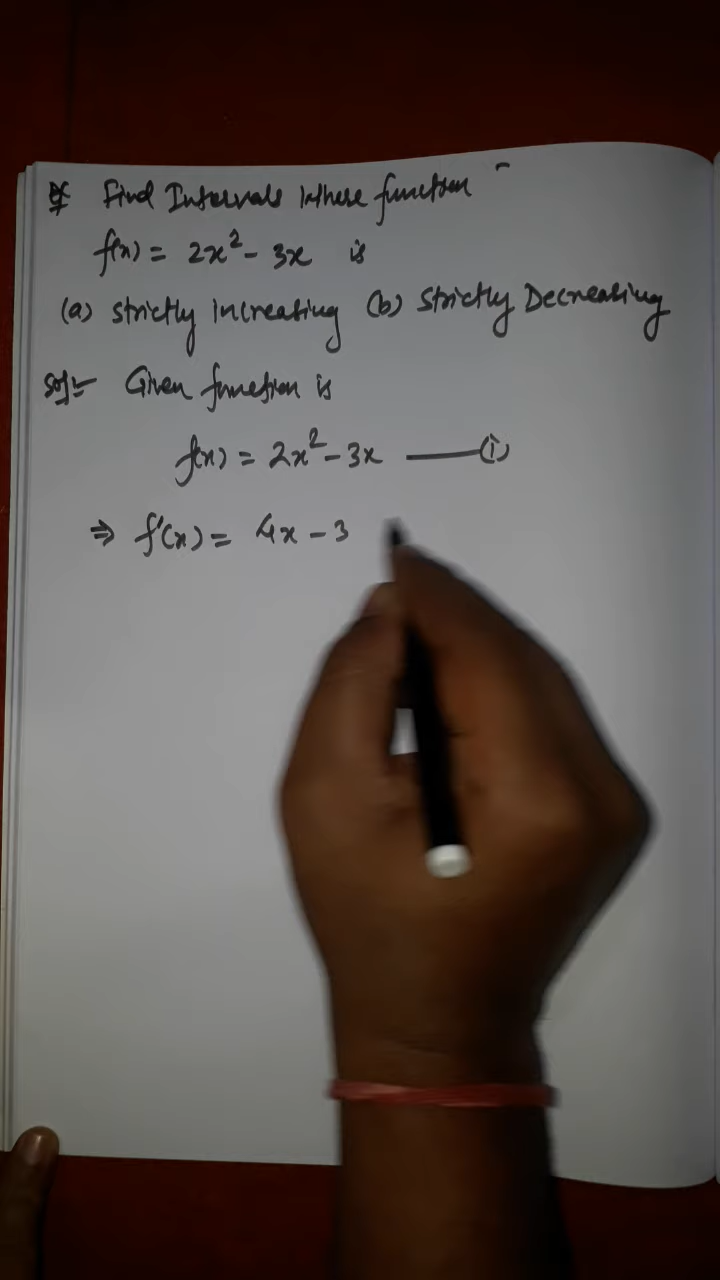 Q Find Intervals Where function
f(x) = 2x² - 3x is
(a) Strictly Increasing (b) Strictly Decreasing
Sol:- Given function is
f(x) = 2x² - 3x —— (i)
⇒ f'(x) = 4x - 3